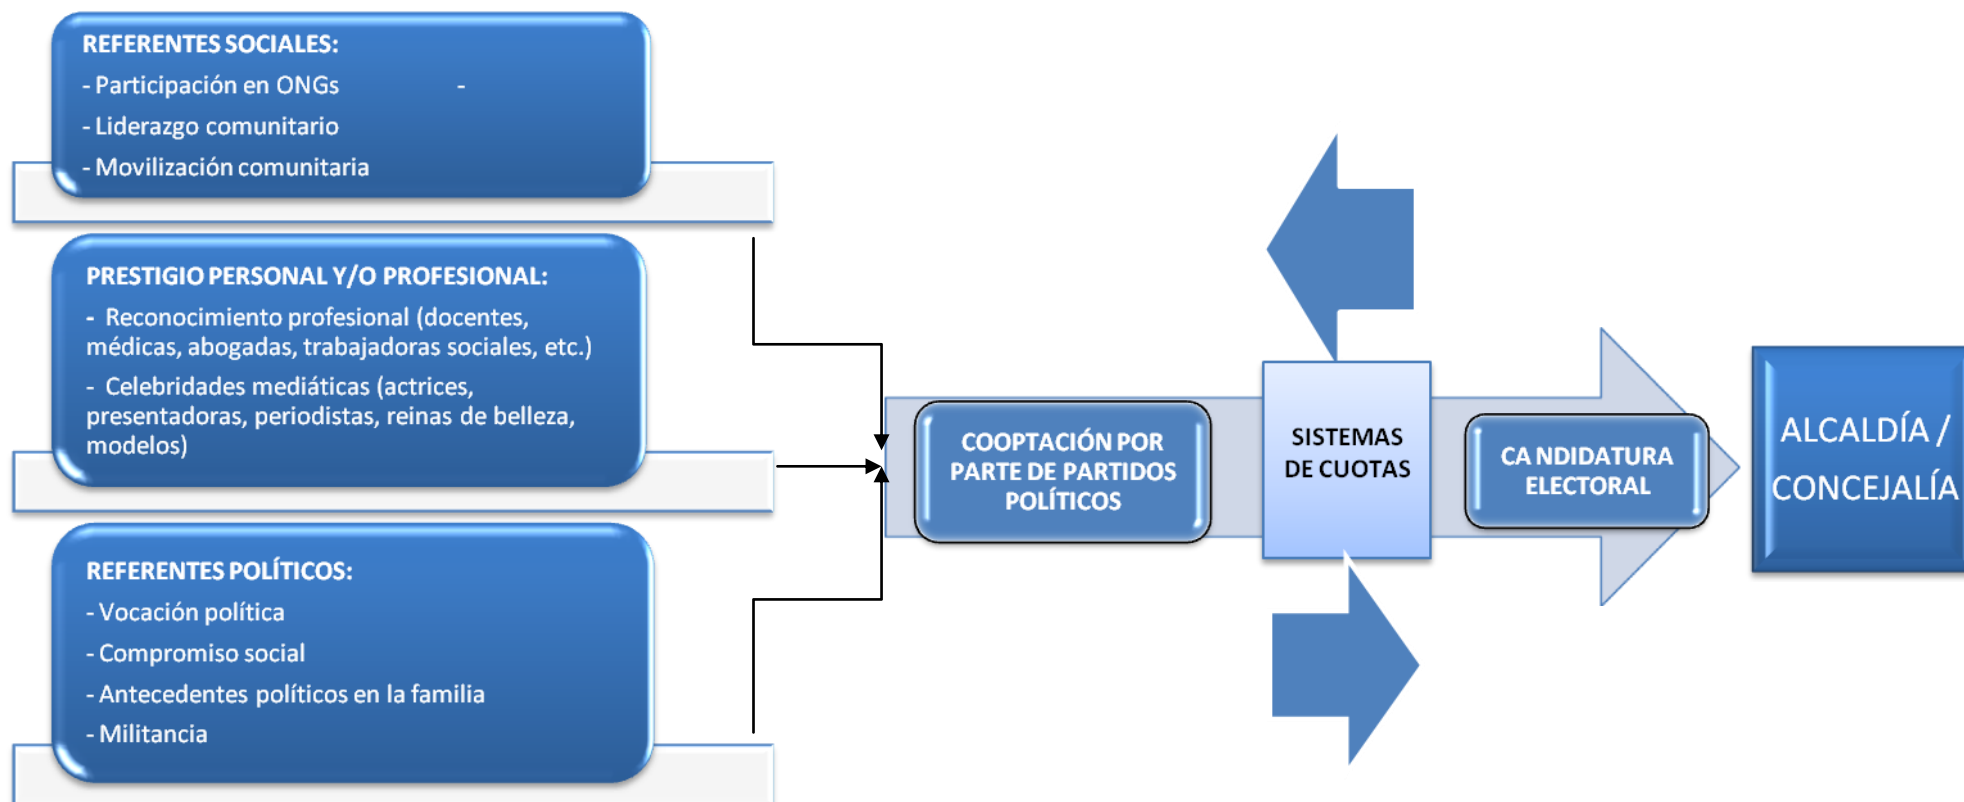 REFERENTES SOCIALES:
- Participación en ONGs -
- Liderazgo comunitario
- Movilización comunitaria
PRESTIGIO PERSONAL Y/O PROFESIONAL:
- Reconocimiento profesional (docentes,
médicas, abogadas, trabajadoras sociales, etc.)
- Celebridades mediáticas (actrices,
presentadoras, periodistas, reinas de belleza,
modelos)
REFERENTES POLÍTICOS:
- Vocación política
- Compromiso social
- Antecedentes políticos en la familia
- Militancia
COOPTACIÓN POR
PARTE DE PARTIDOS
POLÍTICOS
SISTEMAS
DE CUOTAS
CA NDIDATURA
ELECTORAL
ALCALDÍA /
CONCEJALÍA